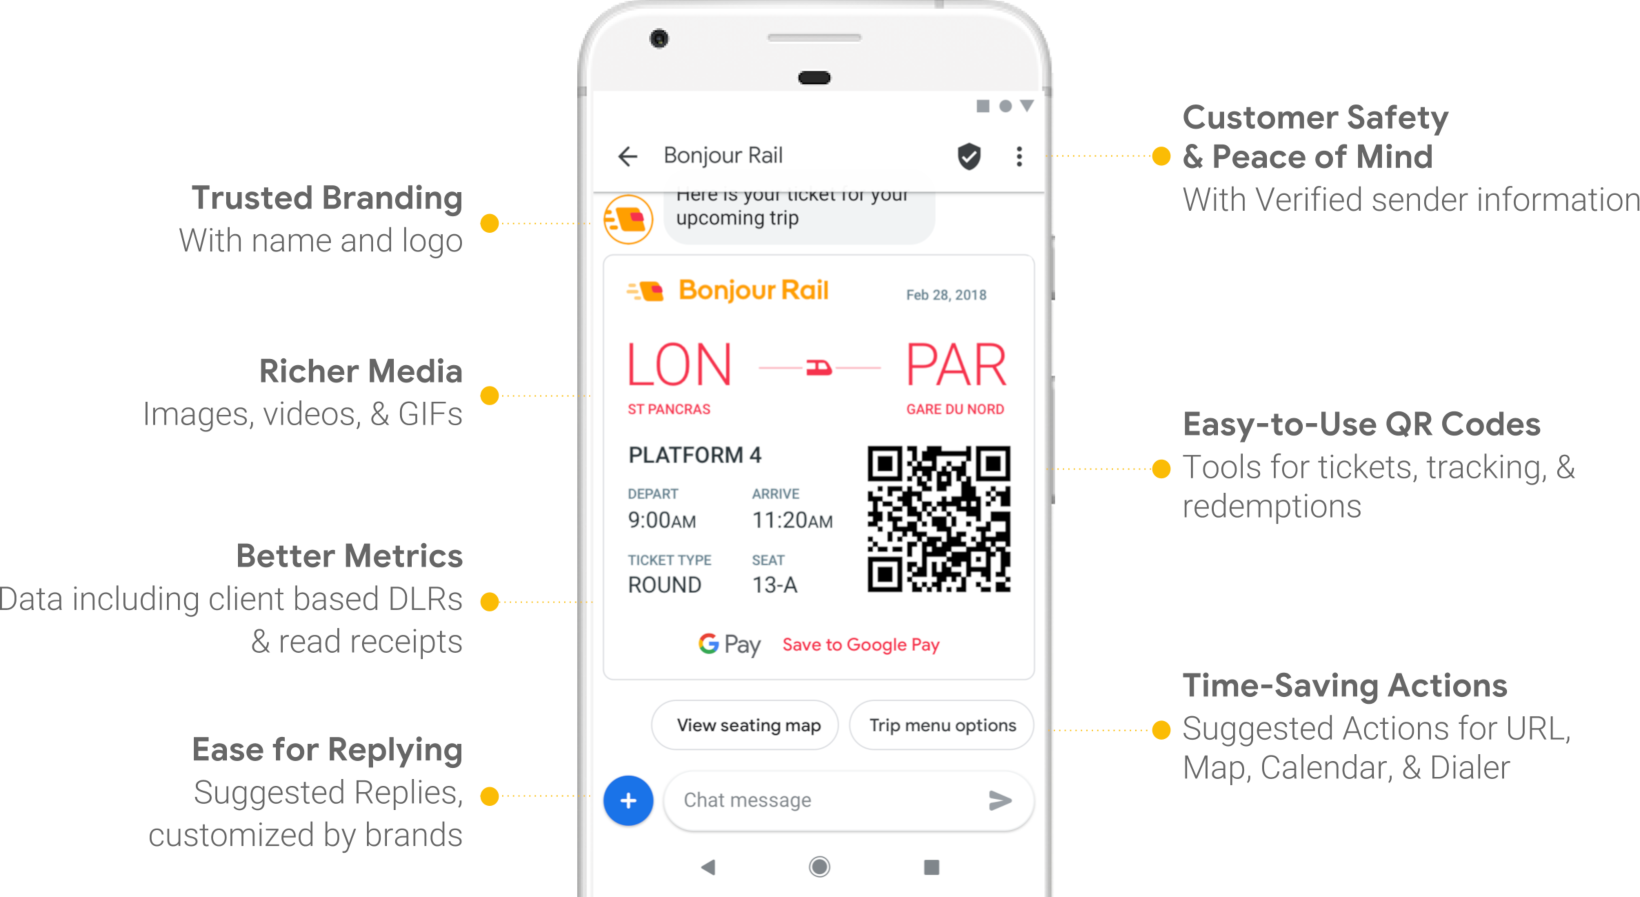 Trusted Branding
With name and logo
Richer Media
Images, videos, & GIFs
Better Metrics
Data including client based DLRs
& read receipts
Ease for Replying
Suggested Replies,
customized by brands
Bonjour Rail
Here is your ticket for your
upcoming trip
Bonjour Rail
Feb 28, 2018
LON
PAR
ST PANCRAS
GARE DU NORD
PLATFORM 4
DEPART
ARRIVE
9:00AM
11:20AM
TICKET TYPE
SEAT
ROUND
13-A
G Pay
Save to Google Pay
View seating map
Trip menu options
Chat message
Customer Safety
& Peace of Mind
With Verified sender information
Easy-to-Use QR Codes
Tools for tickets, tracking, &
redemptions
Time-Saving Actions
Suggested Actions for URL,
Map, Calendar, & Dialer